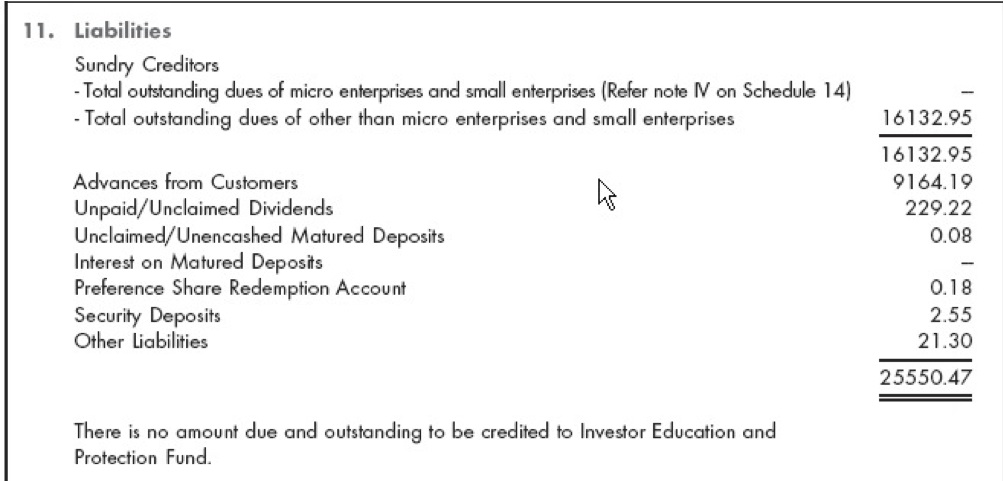 11. Liabilities
Sundry Creditors
- Total outstanding dues of micro enterprises and small enterprises (Refer note IV on Schedule 14) –
- Total outstanding dues of other than micro enterprises and small enterprises 16132.95
16132.95
Advances from Customers 9164.19
Unpaid/Unclaimed Dividends 229.22
Unclaimed/Unencashed Matured Deposits 0.08
Interest on Matured Deposits –
Preference Share Redemption Account 0.18
Security Deposits 2.55
Other Liabilities 21.30
25550.47
There is no amount due and outstanding to be credited to Investor Education and
Protection Fund.